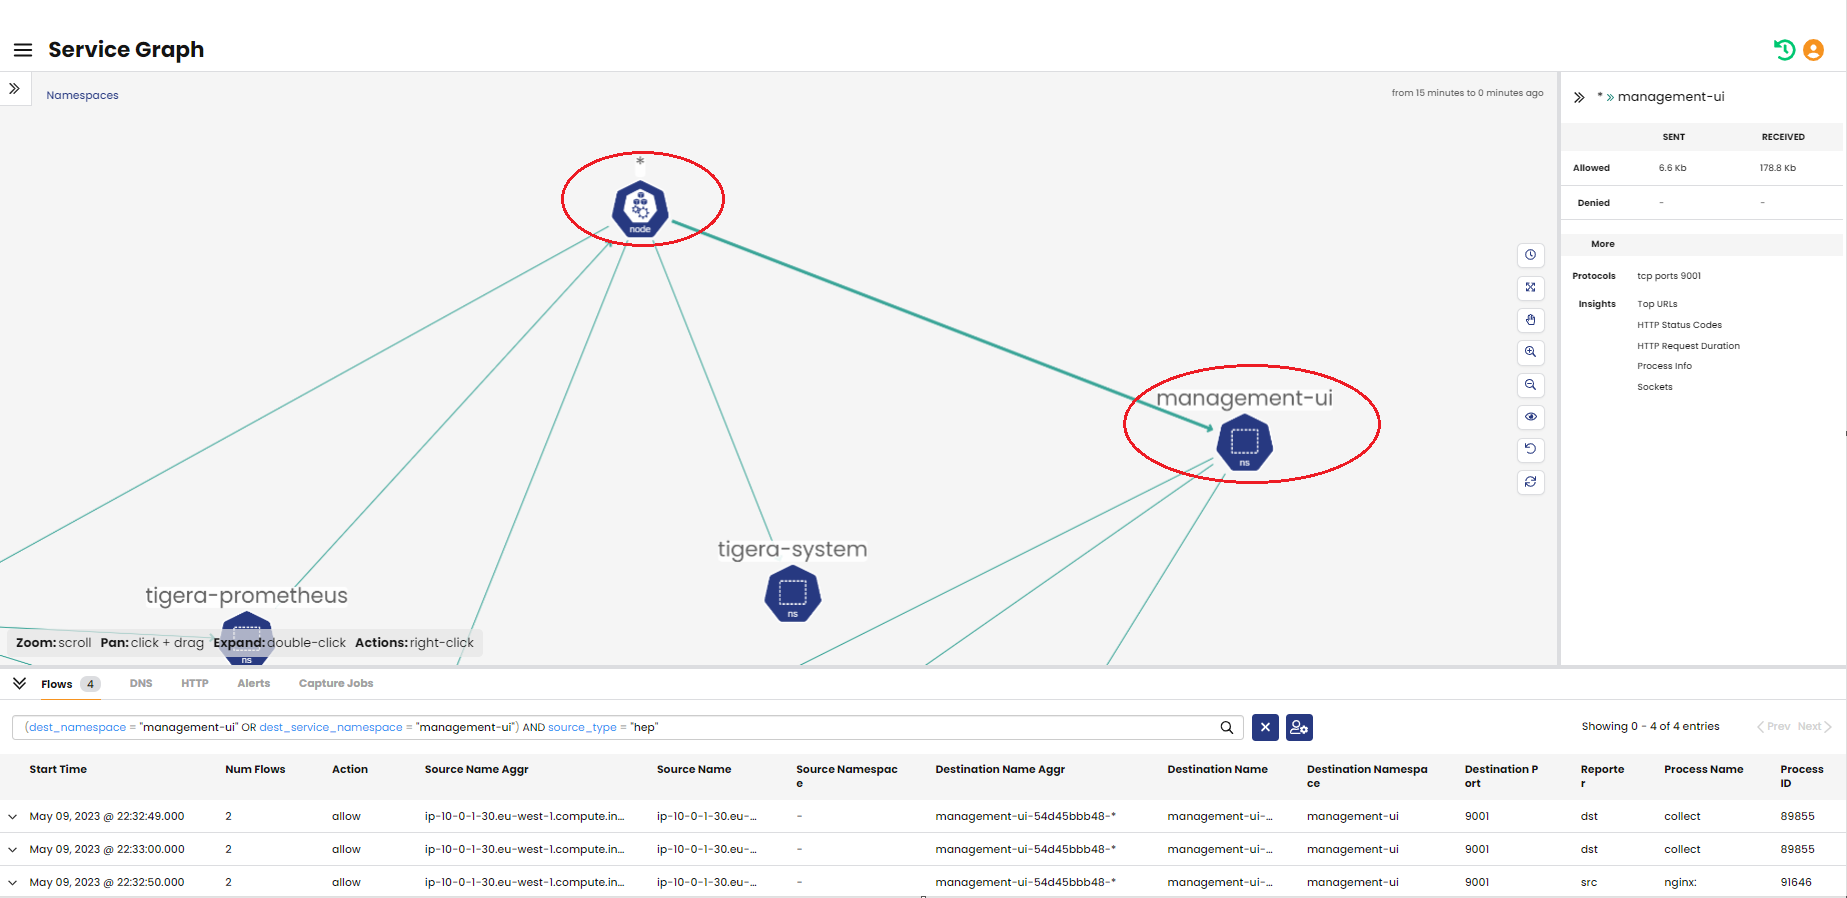 Service Graph
Namespaces
from 15 minutes to 0 minutes ago
*
node
management-ui
ns
tigera-system
ns
tigera-prometheus
ns
Zoom: scroll Pan: click + drag Expand: double-click Actions: right-click
* » management-ui
SENT RECEIVED
Allowed 6.6 Kb 178.8 Kb
Denied - -
More
Protocols tcp ports 9001
Insights Top URLs
HTTP Status Codes
HTTP Request Duration
Process Info
Sockets
Flows 4 DNS HTTP Alerts Capture Jobs
(dest_namespace = "management-ui" OR dest_service_namespace = "management-ui") AND source_type = "hep"
Showing 0 - 4 of 4 entries Prev Next
Start Time Num Flows Action Source Name Aggr Source Name Source Namespac Destination Name Aggr Destination Name Destination Namespa Destination P Reporte Process Name Process
e ce ort r ID
May 09, 2023 @ 22:32:49.000 2 allow ip-10-0-1-30.eu-west-1.compute.in... ip-10-0-1-30.eu-... - management-ui-54d45bbb48-* management-ui-... management-ui 9001 dst collect 89855
May 09, 2023 @ 22:33:00.000 2 allow ip-10-0-1-30.eu-west-1.compute.in... ip-10-0-1-30.eu-... - management-ui-54d45bbb48-* management-ui-... management-ui 9001 dst collect 89855
May 09, 2023 @ 22:32:50.000 2 allow ip-10-0-1-30.eu-west-1.compute.in... ip-10-0-1-30.eu-... - management-ui-54d45bbb48-* management-ui-... management-ui 9001 src nginx: 91646